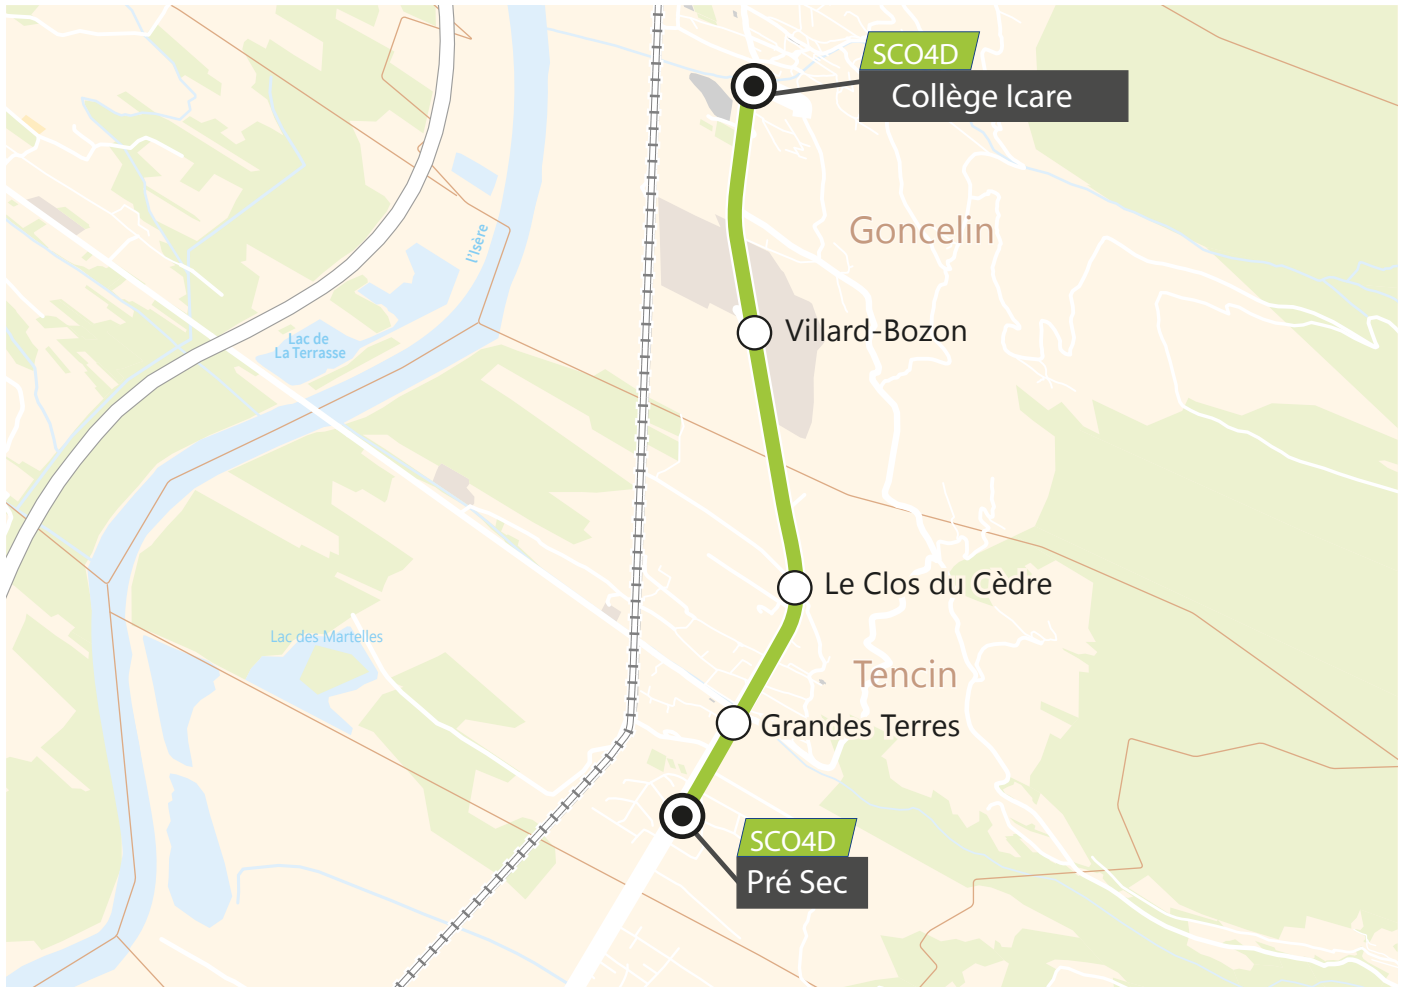 SCO4D
Collège Icare
Goncelin
l'Isère
Villard-Bozon
Lac de
La Terrasse
Le Clos du Cèdre
Lac des Martelles
Tencin
Grandes Terres
SCO4D
Pré Sec